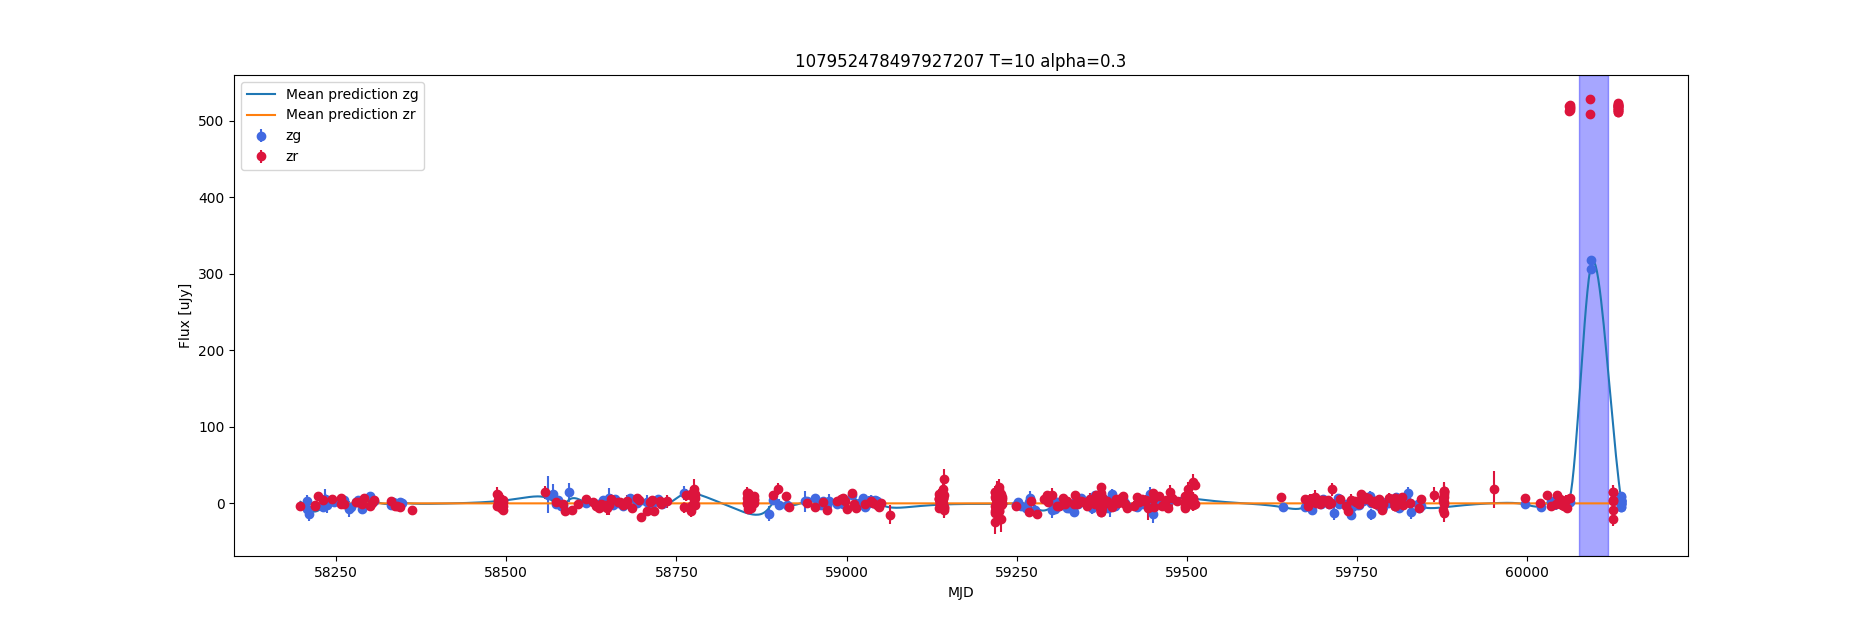 107952478497927207 T=10 alpha=0.3
Mean prediction zg
Mean prediction zr
zg
zr
Flux [uJy]
500
400
300
200
100
0
58250 58500 58750 59000 59250 59500 59750 60000
MJD